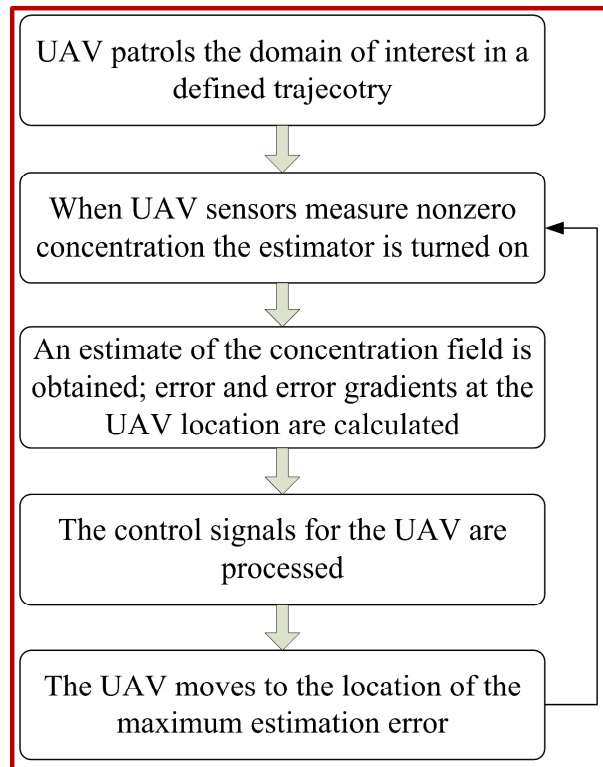 UAV patrols the domain of interest in a
defined trajecotry
When UAV sensors measure nonzero
concentration the estimator is turned on
An estimate of the concentration field is
obtained; error and error gradients at the
UAV location are calculated
The control signals for the UAV are
processed
The UAV moves to the location of the
maximum estimation error